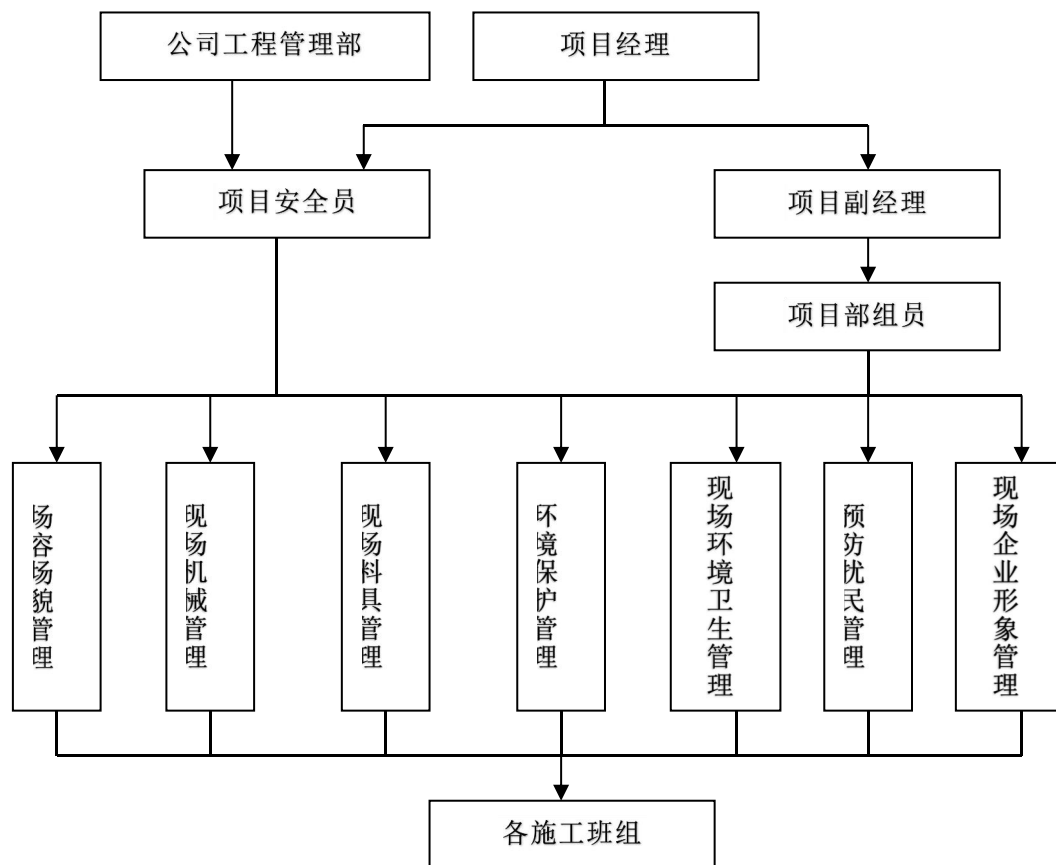 公司工程管理部
项目经理
项目安全员
项目副经理
项目部组员
场容场貌管理
现场机械管理
现场料具管理
环境保护管理
现场环境卫生管理
预防扰民管理
现场企业形象管理
各施工班组